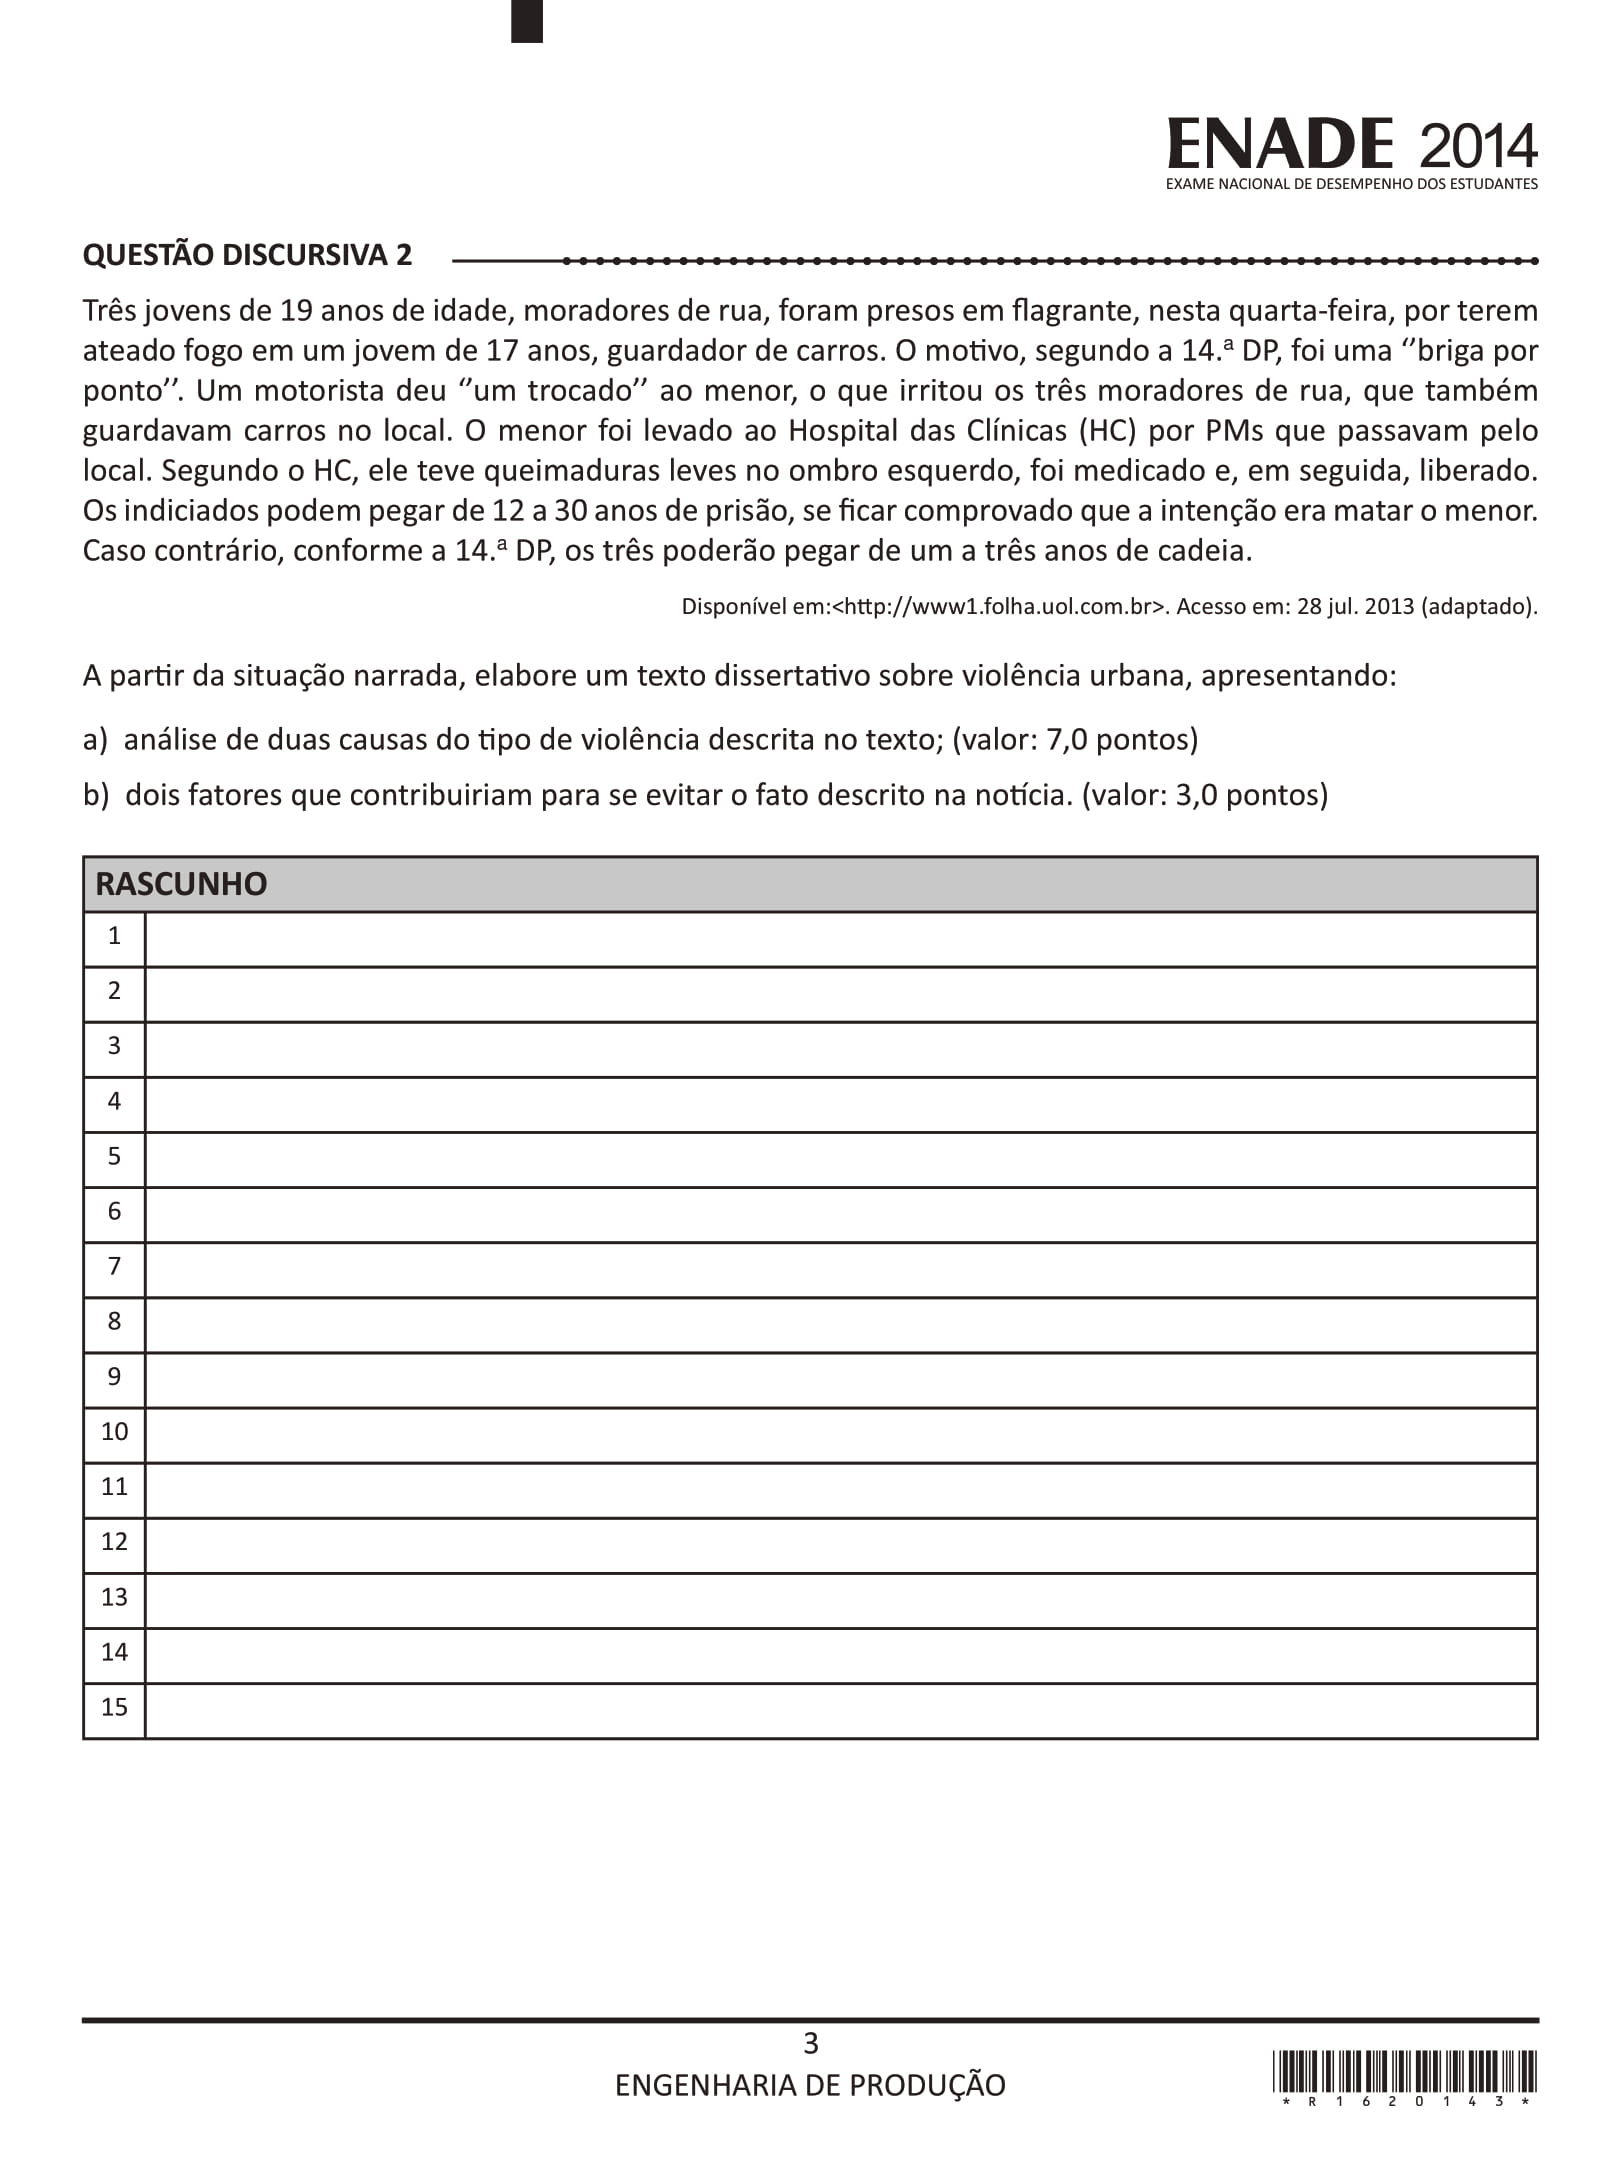 ENADE 2014
EXAME NACIONAL DE DESEMPENHO DOS ESTUDANTES
QUESTÃO DISCURSIVA 2
Três jovens de 19 anos de idade, moradores de rua, foram presos em flagrante, nesta quarta-feira, por terem
ateado fogo em um jovem de 17 anos, guardador de carros. O motivo, segundo a 14.ª DP, foi uma ‘’briga por
ponto’’. Um motorista deu ‘’um trocado’’ ao menor, o que irritou os três moradores de rua, que também
guardavam carros no local. O menor foi levado ao Hospital das Clínicas (HC) por PMs que passavam pelo
local. Segundo o HC, ele teve queimaduras leves no ombro esquerdo, foi medicado e, em seguida, liberado.
Os indiciados podem pegar de 12 a 30 anos de prisão, se ficar comprovado que a intenção era matar o menor.
Caso contrário, conforme a 14.ª DP, os três poderão pegar de um a três anos de cadeia.
Disponível em:<http://www1.folha.uol.com.br>. Acesso em: 28 jul. 2013 (adaptado).
A partir da situação narrada, elabore um texto dissertativo sobre violência urbana, apresentando:
a) análise de duas causas do tipo de violência descrita no texto; (valor: 7,0 pontos)
b) dois fatores que contribuiriam para se evitar o fato descrito na notícia. (valor: 3,0 pontos)
RASCUNHO
1
2
3
4
5
6
7
8
9
10
11
12
13
14
15
3
ENGENHARIA DE PRODUÇÃO
* R 1 6 2 0 1 4 3 *